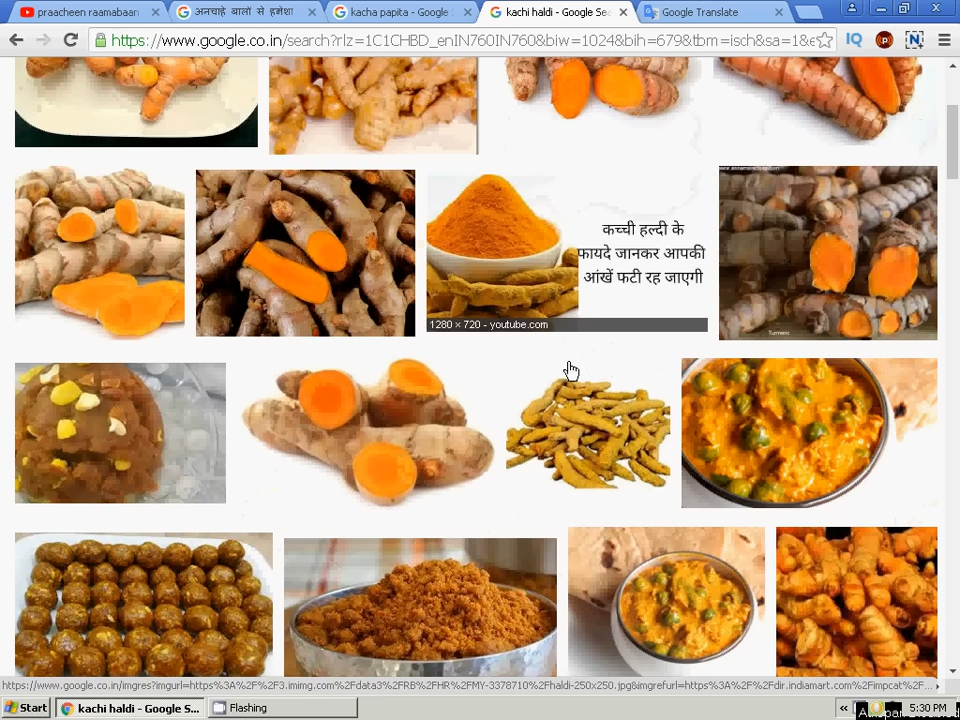 praacheen raamabaan
अनचाहे बालों से हमेशा
kacha papita - Google
kachi haldi - Google Sea
Google Translate
https://www.google.co.in/search?rlz=1C1CHBD_enIN760IN760&biw=1024&bih=679&tbm=isch&sa=1&e
कच्ची हल्दी के
फायदे जानकर आपकी
आंखें फटी रह जाएगी
1280 × 720 - youtube.com
Turmeric
https://www.google.co.in/imgres?imgurl=https%3A%2F%2F3.imimg.com%2Fdata3%2FRB%2FHR%2FMY-3378710%2Fhaldi-250x250.jpg&imgrefurl=https%3A%2F%2Fdir.indiamart.com%2Fimpcat%2F...
Start
kachi haldi - Google S...
Flashing
5:30 PM